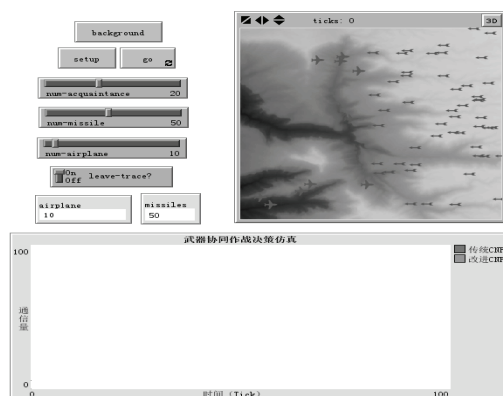 background
setup
go
num-acquaintance 20
num-missile 50
num-airplane 10
On
Off
leave-trace?
airplane
10
missiles
50
ticks: 0
3D
武器协同作战决策仿真
100
通信量
0
0
时间 (Tick)
100
传统CNP
改进CNP